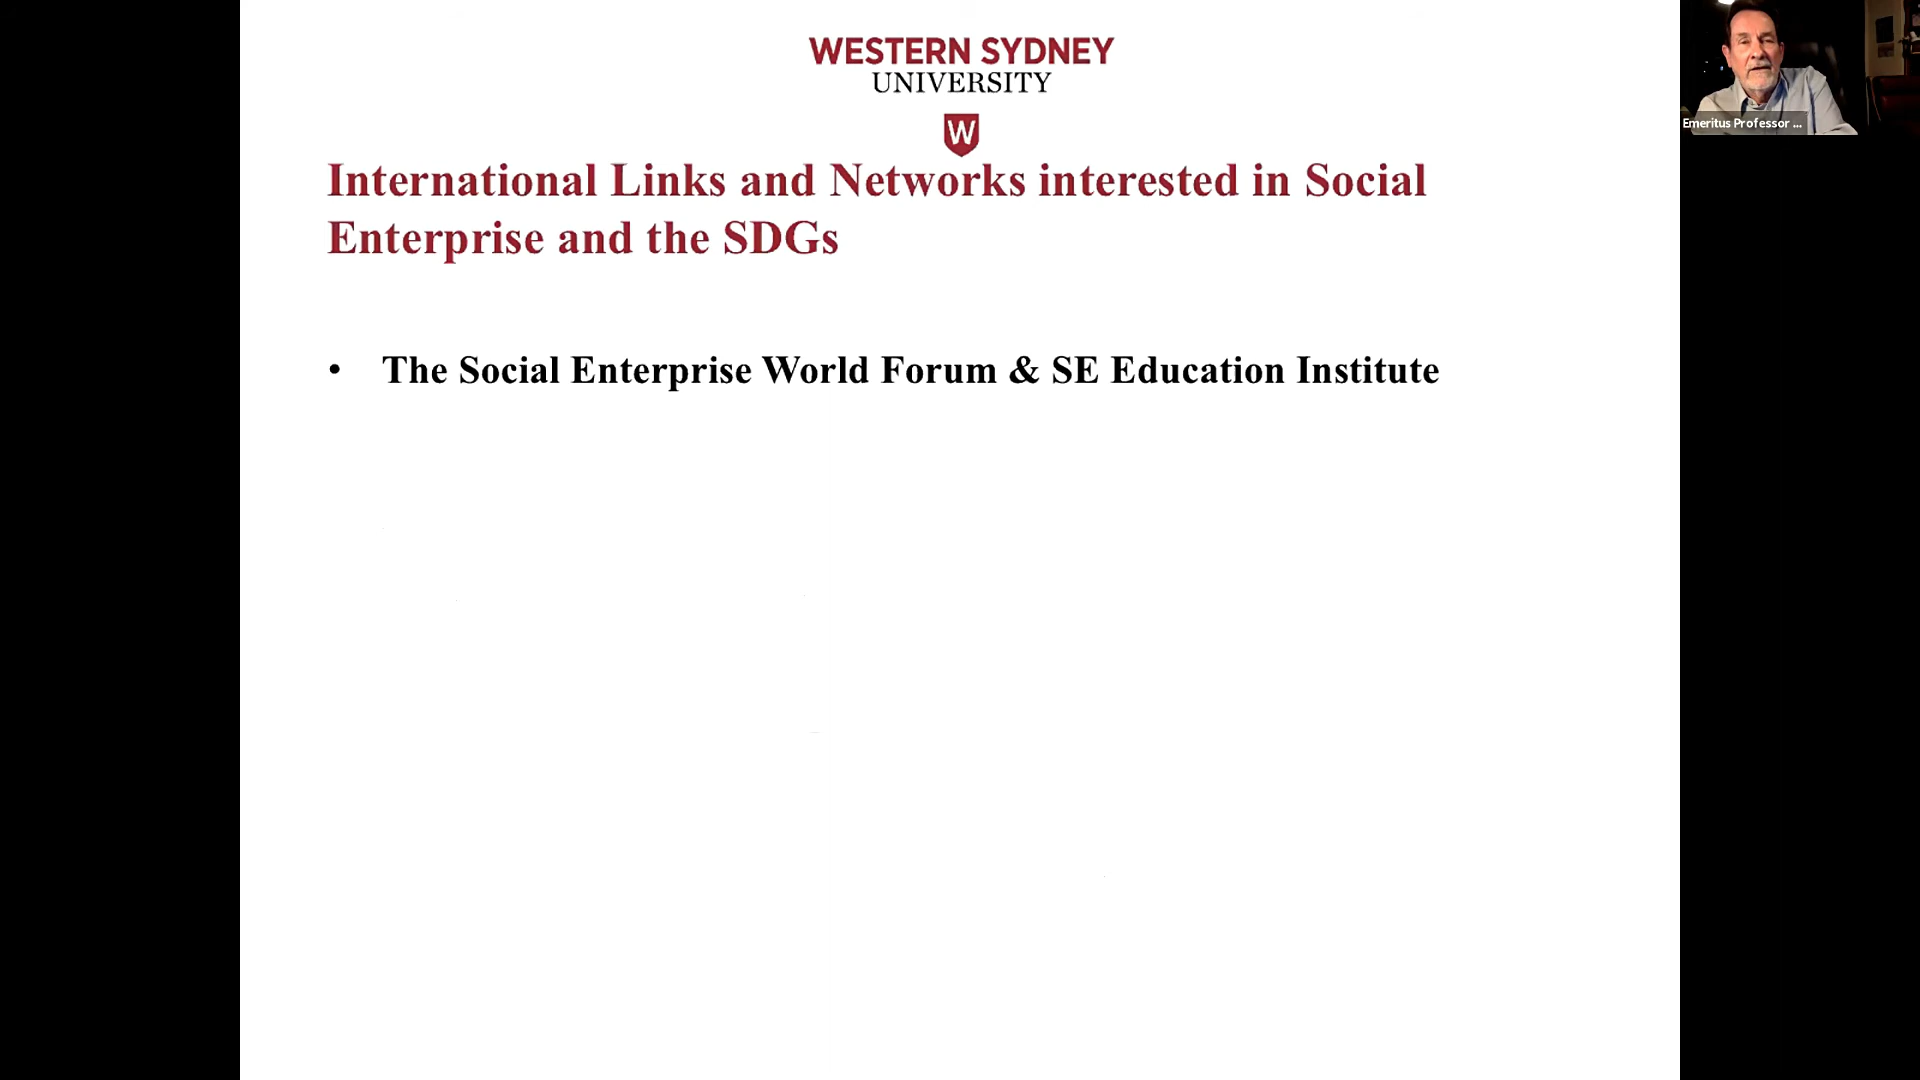 WESTERN SYDNEY
UNIVERSITY
W
Emeritus Professor ...
International Links and Networks interested in Social
Enterprise and the SDGs
• The Social Enterprise World Forum & SE Education Institute